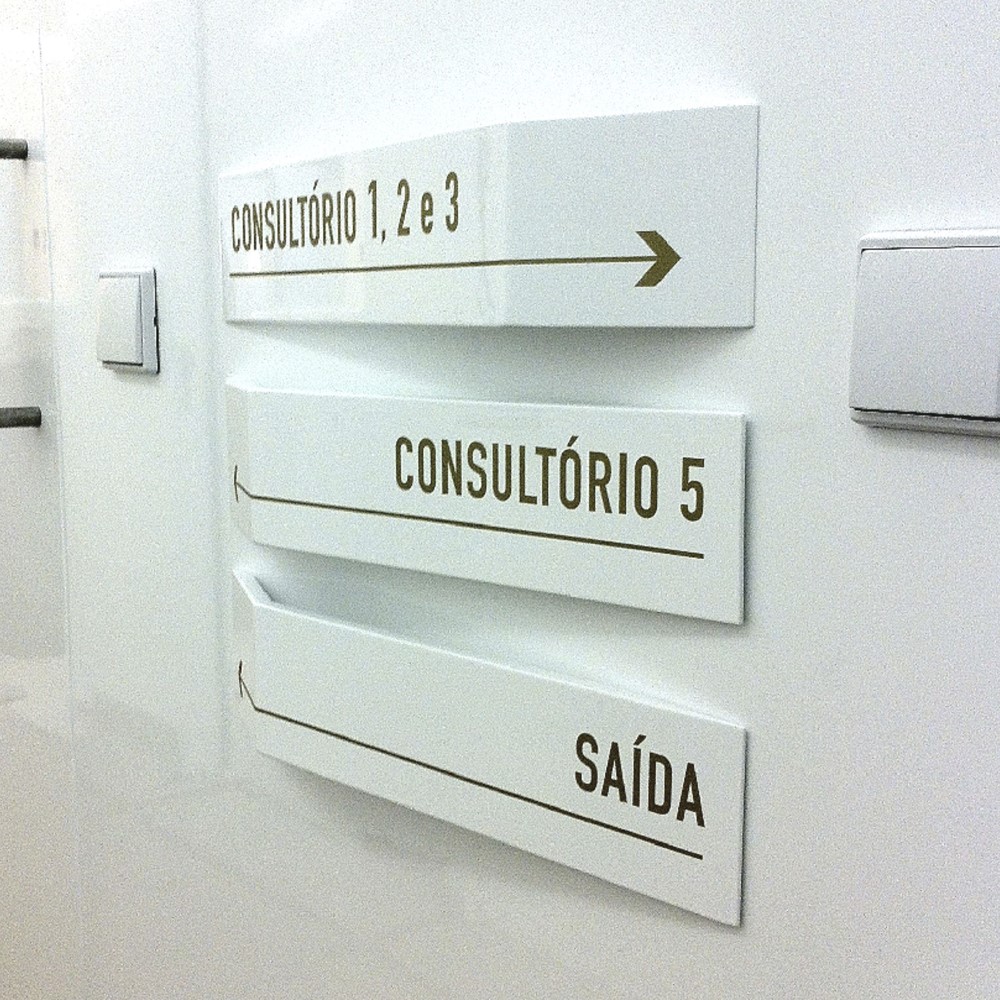 CONSULTÓRIO 1, 2 e 3
CONSULTÓRIO 5
SAÍDA